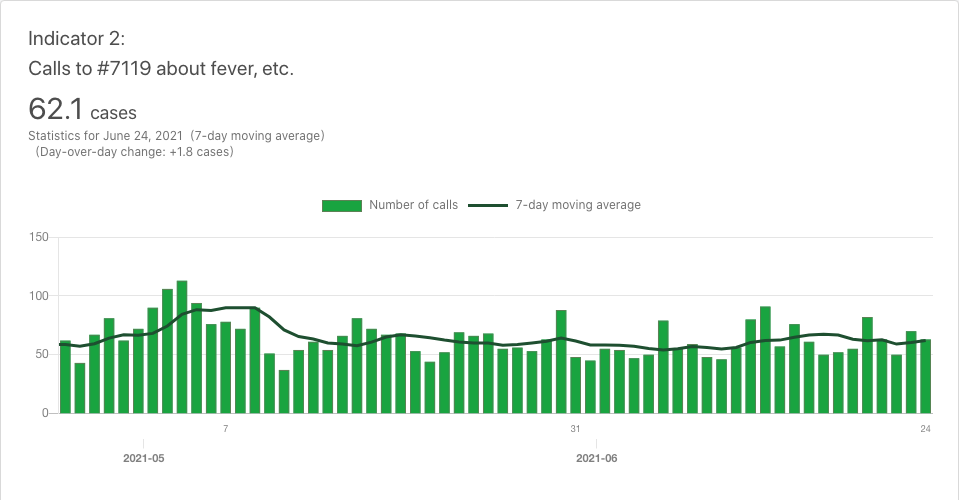 Indicator 2:
Calls to #7119 about fever, etc.
62.1 cases
Statistics for June 24, 2021 (7-day moving average)
(Day-over-day change: +1.8 cases)
Number of calls 7-day moving average
150
100
50
0
7 31 24
2021-05 2021-06